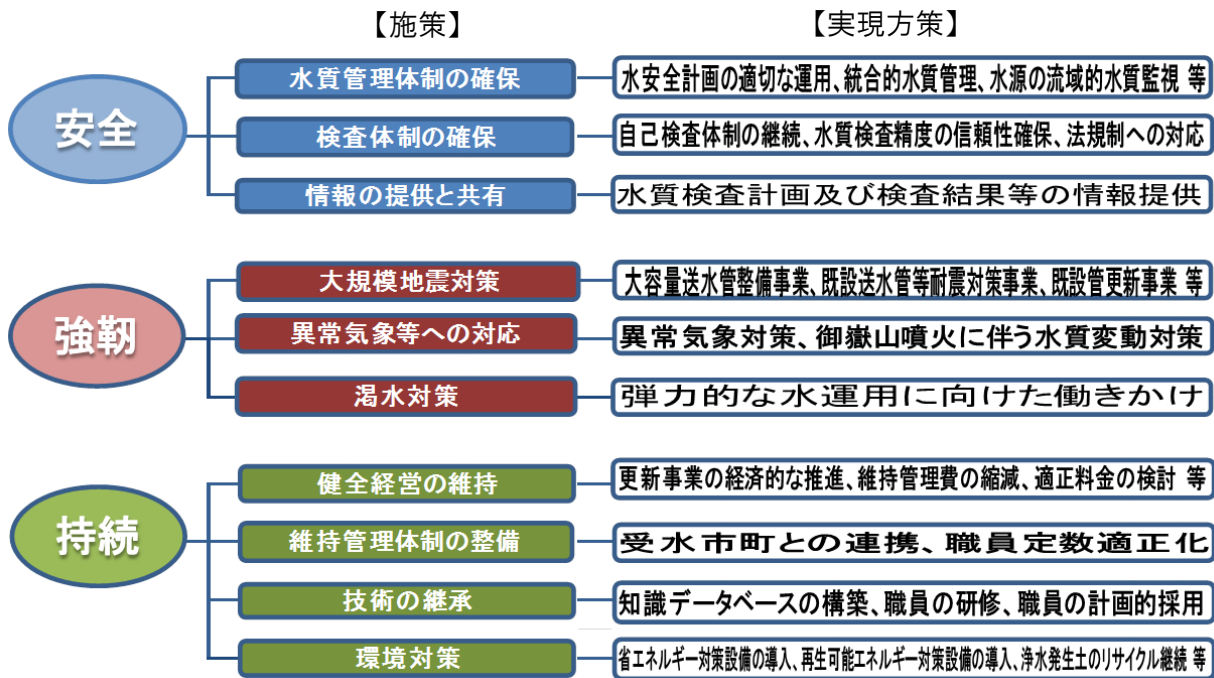 【施策】
【実現方策】
安全
水質管理体制の確保
水安全計画の適切な運用、統合的水質管理、水源の流域的水質監視 等
検査体制の確保
自己検査体制の継続、水質検査精度の信頼性確保、法規制への対応
情報の提供と共有
水質検査計画及び検査結果等の情報提供
強靭
大規模地震対策
大容量送水管整備事業、既設送水管等耐震対策事業、既設管更新事業 等
異常気象等への対応
異常気象対策、御嶽山噴火に伴う水質変動対策
渇水対策
弾力的な水運用に向けた働きかけ
持続
健全経営の維持
更新事業の経済的な推進、維持管理費の縮減、適正料金の検討 等
維持管理体制の整備
受水市町との連携、職員定数適正化
技術の継承
知識データベースの構築、職員の研修、職員の計画的採用
環境対策
省エネルギー対策設備の導入、再生可能エネルギー対策設備の導入、浄水発生土のリサイクル継続 等